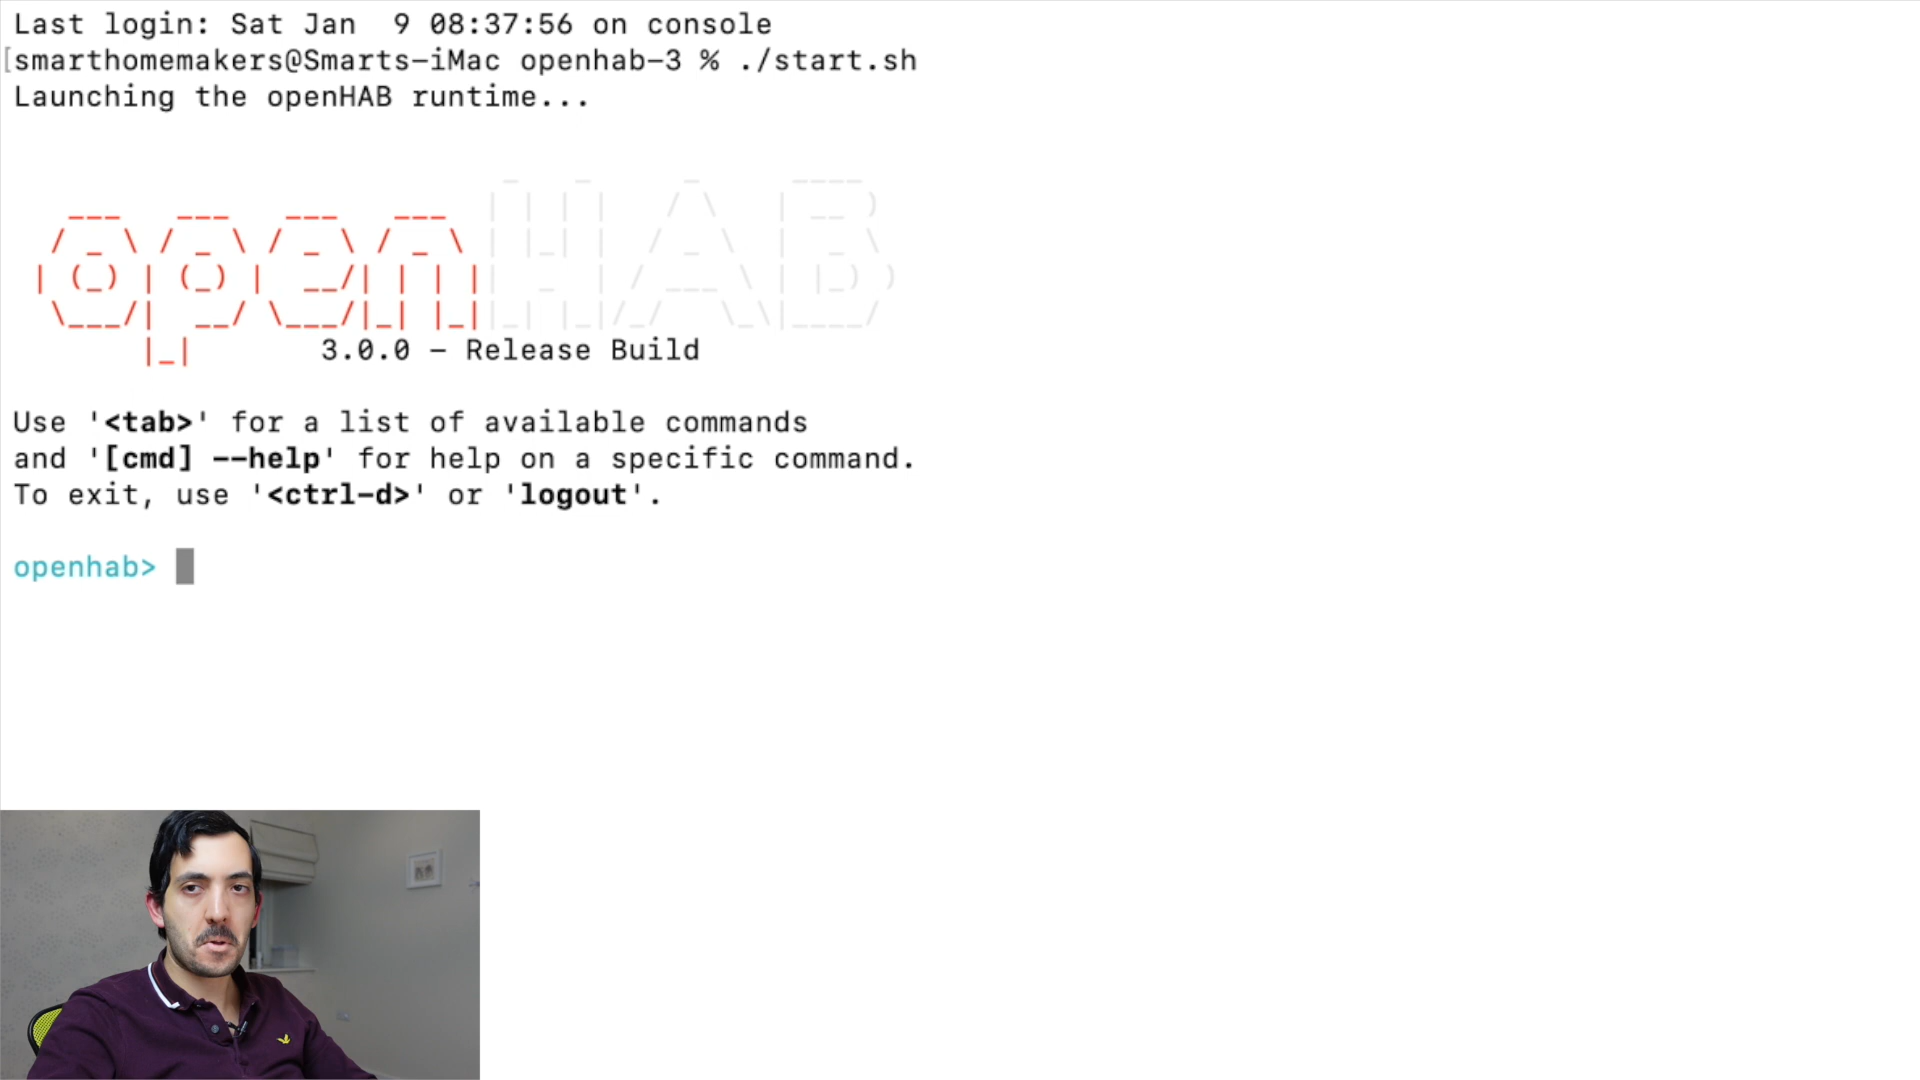 Last login: Sat Jan  9 08:37:56 on console
[smarthomemakers@Smarts-iMac openhab-3 % ./start.sh
Launching the openHAB runtime...
openHAB
3.0.0 - Release Build
Use '<tab>' for a list of available commands
and '[cmd] --help' for help on a specific command.
To exit, use '<ctrl-d>' or 'logout'.
openhab>